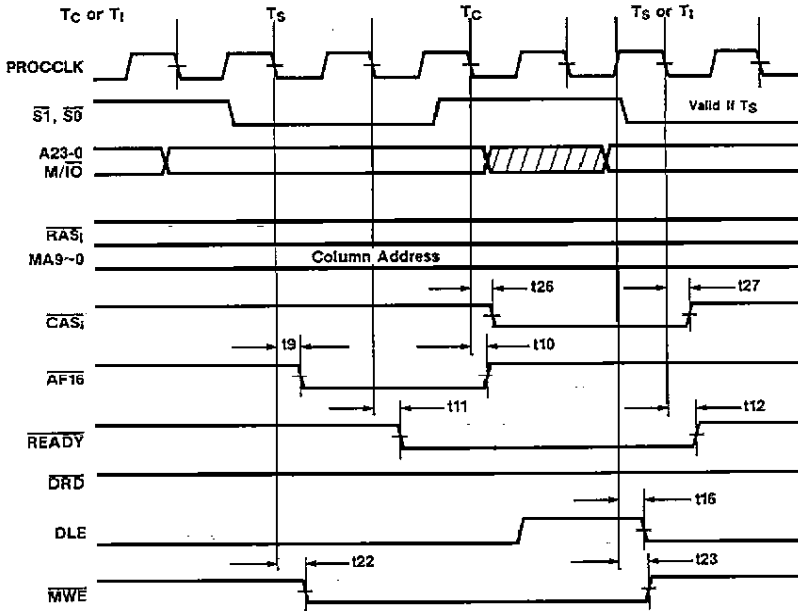 TC or TI TS TC TS or TI
PROCCLK
S1, S0 Valid if TS
A23-0
M/IO
RASi
MA9~0 Column Address
t26 t27
CASi
t9 t10
AF16
t11 t12
READY
DRD
t16
DLE
t22 t23
MWE